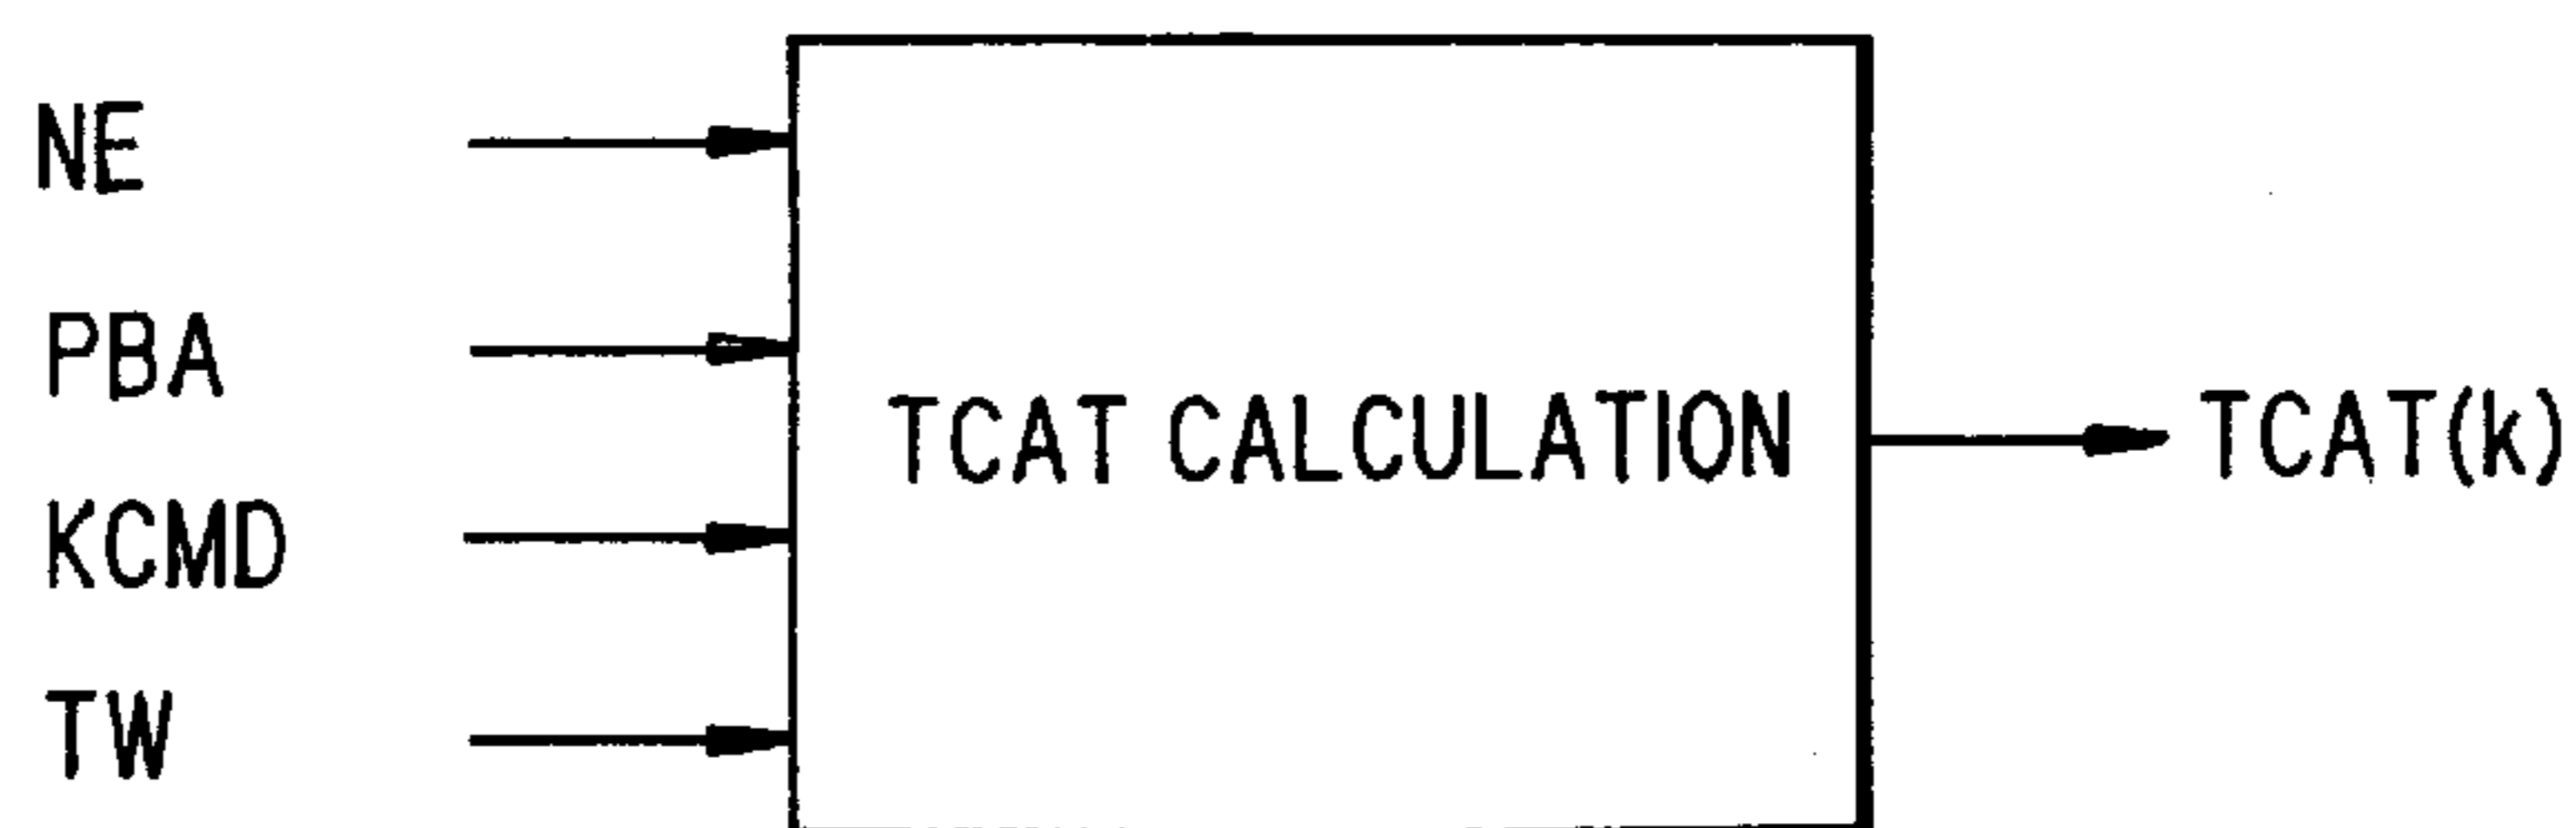 NE
PBA
KCMD
TW
TCAT CALCULATION
TCAT(k)